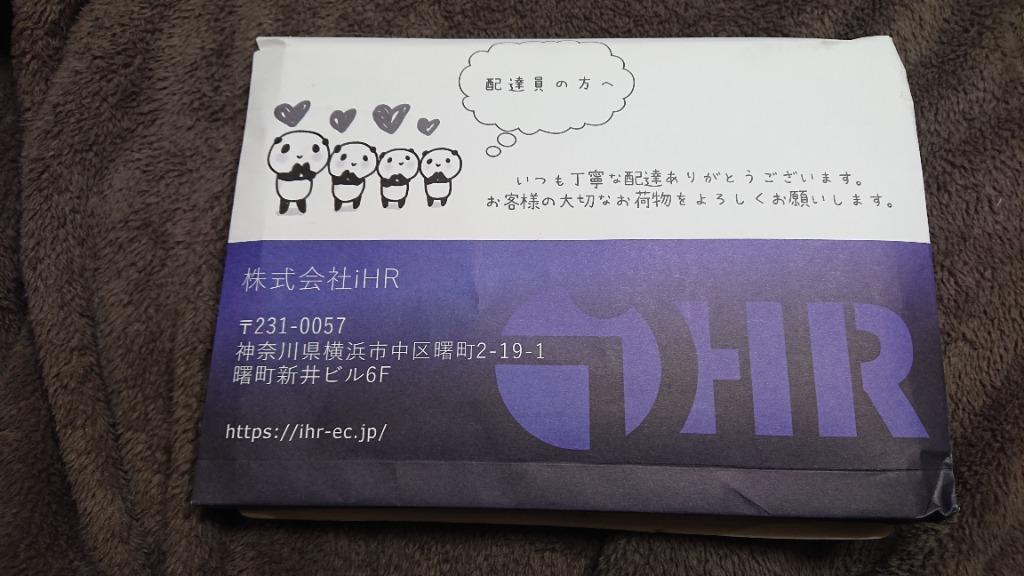 配達員の方へ
いつも丁寧な配達ありがとうございます。
お客様の大切なお荷物をよろしくお願いします。
株式会社iHR
〒231-0057
神奈川県横浜市中区曙町2-19-1
曙町新井ビル6F
https://ihr-ec.jp/
iHR